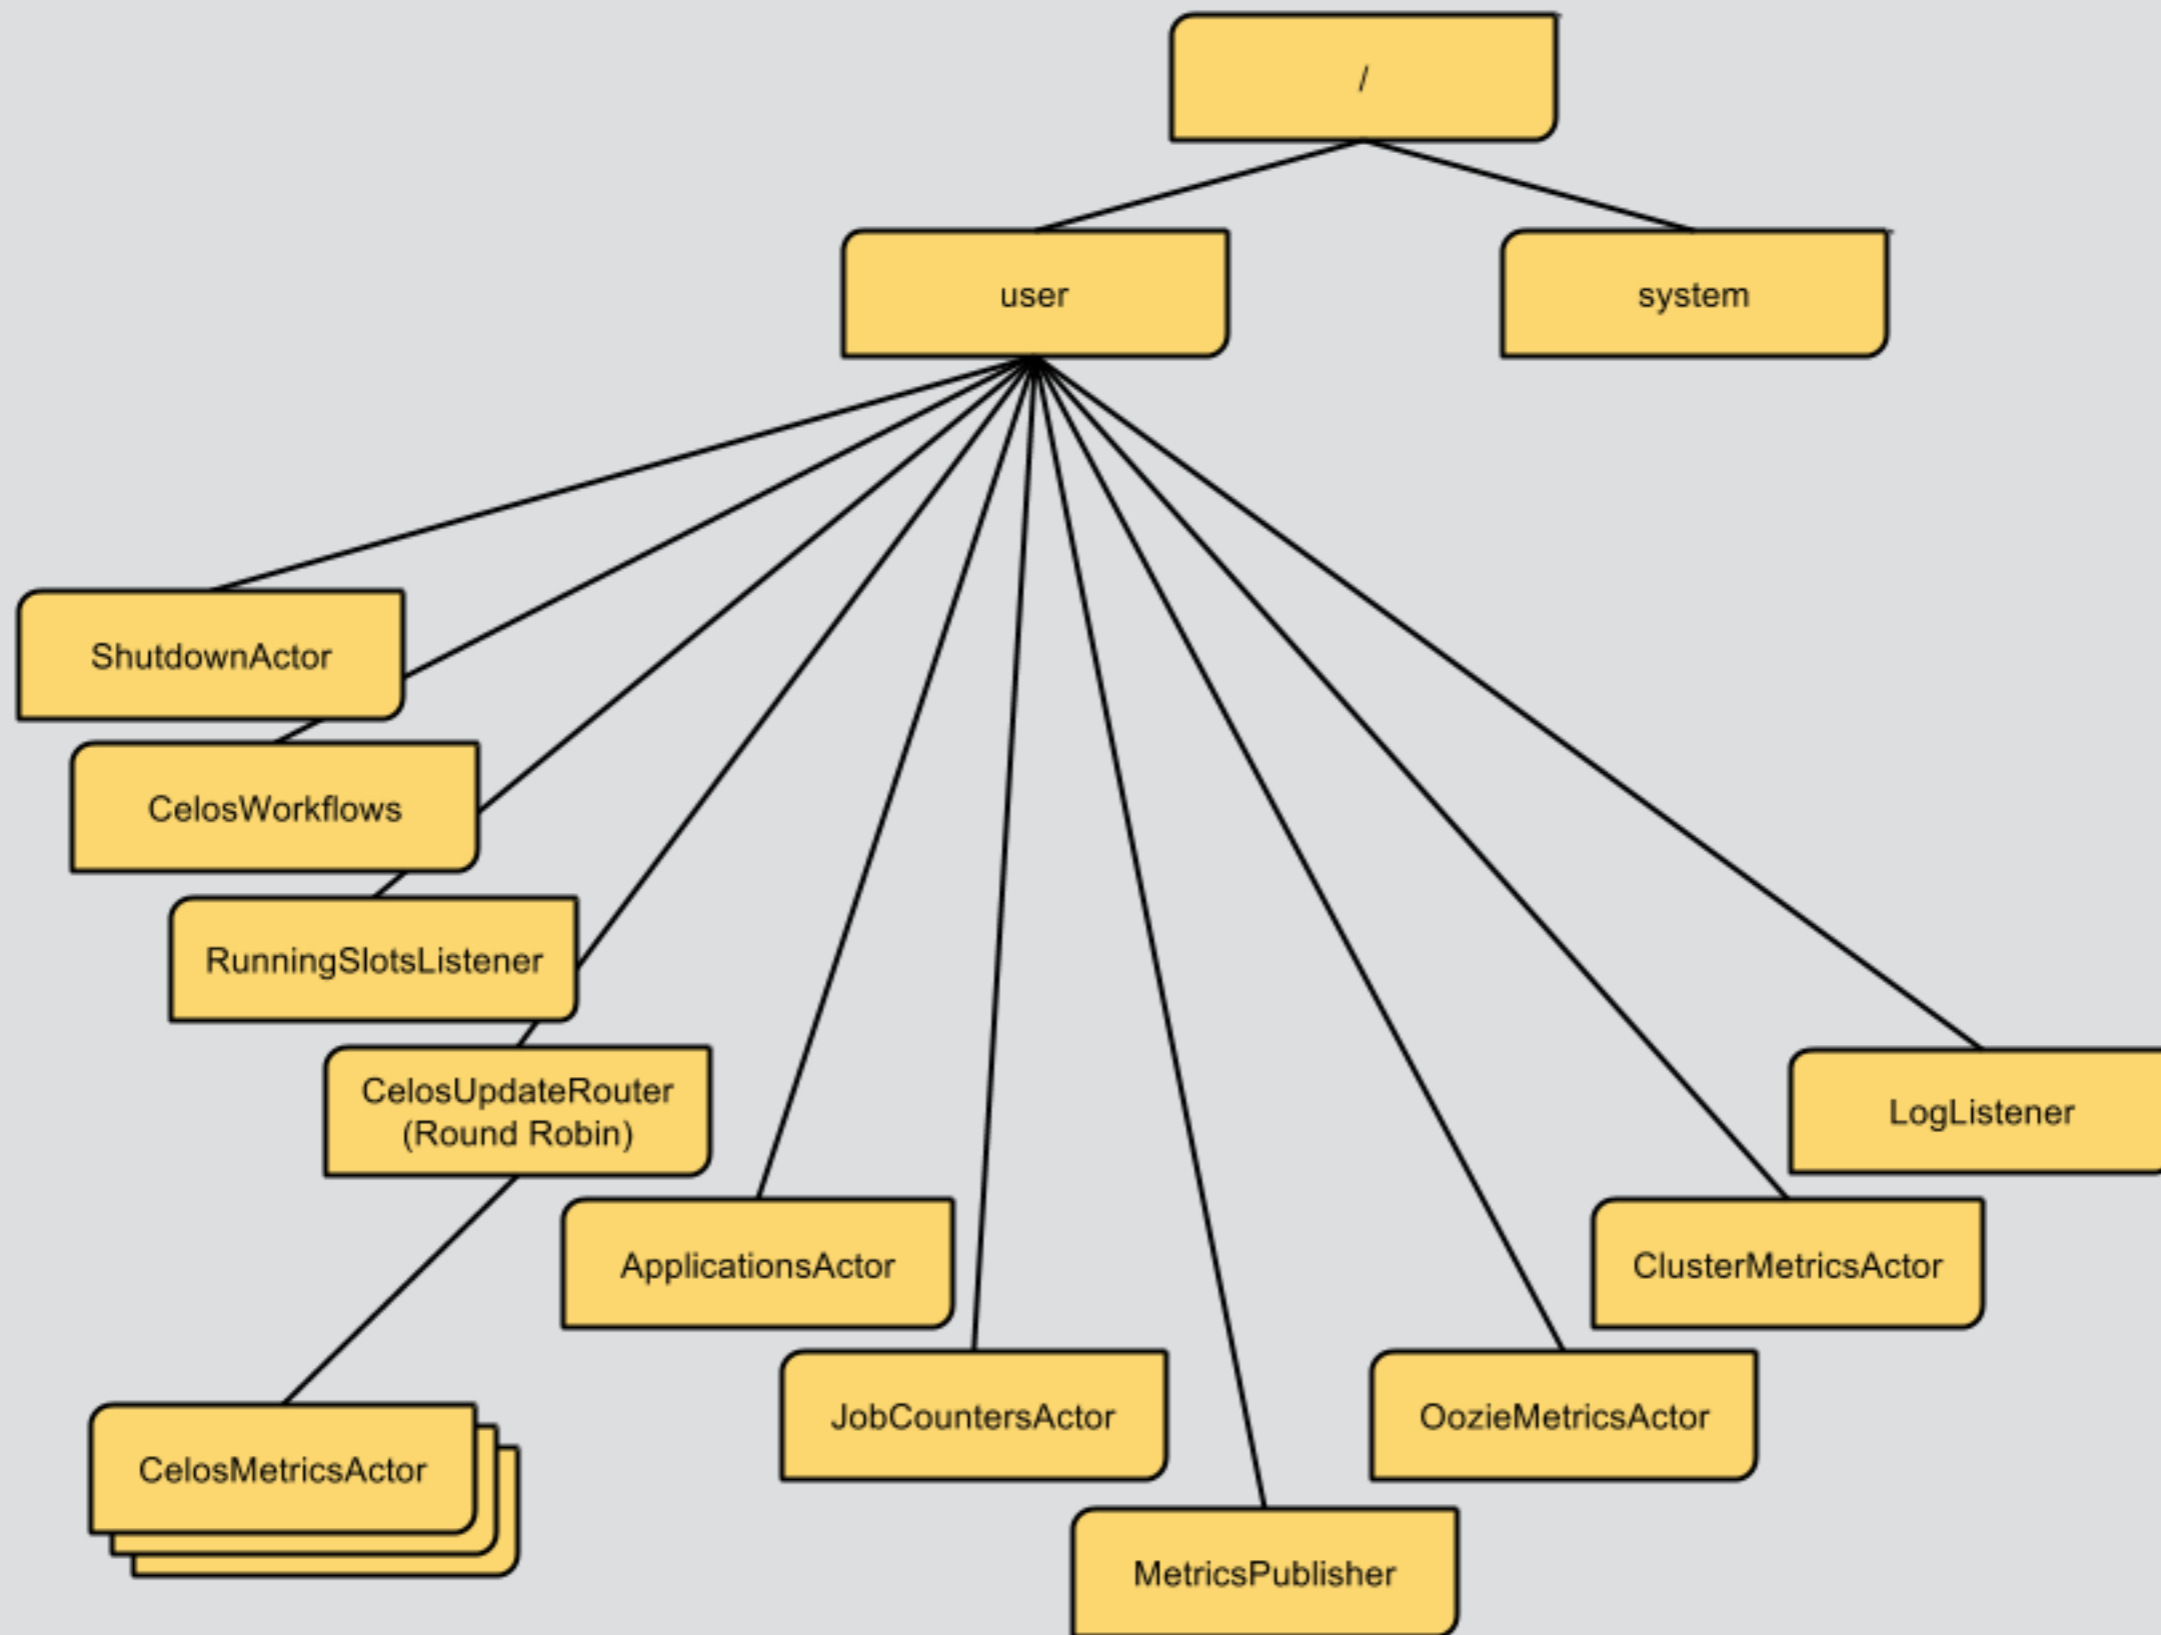 /
user
system
ShutdownActor
CelosWorkflows
RunningSlotsListener
CelosUpdateRouter
(Round Robin)
LogListener
ApplicationsActor
ClusterMetricsActor
JobCountersActor
OozieMetricsActor
CelosMetricsActor
MetricsPublisher